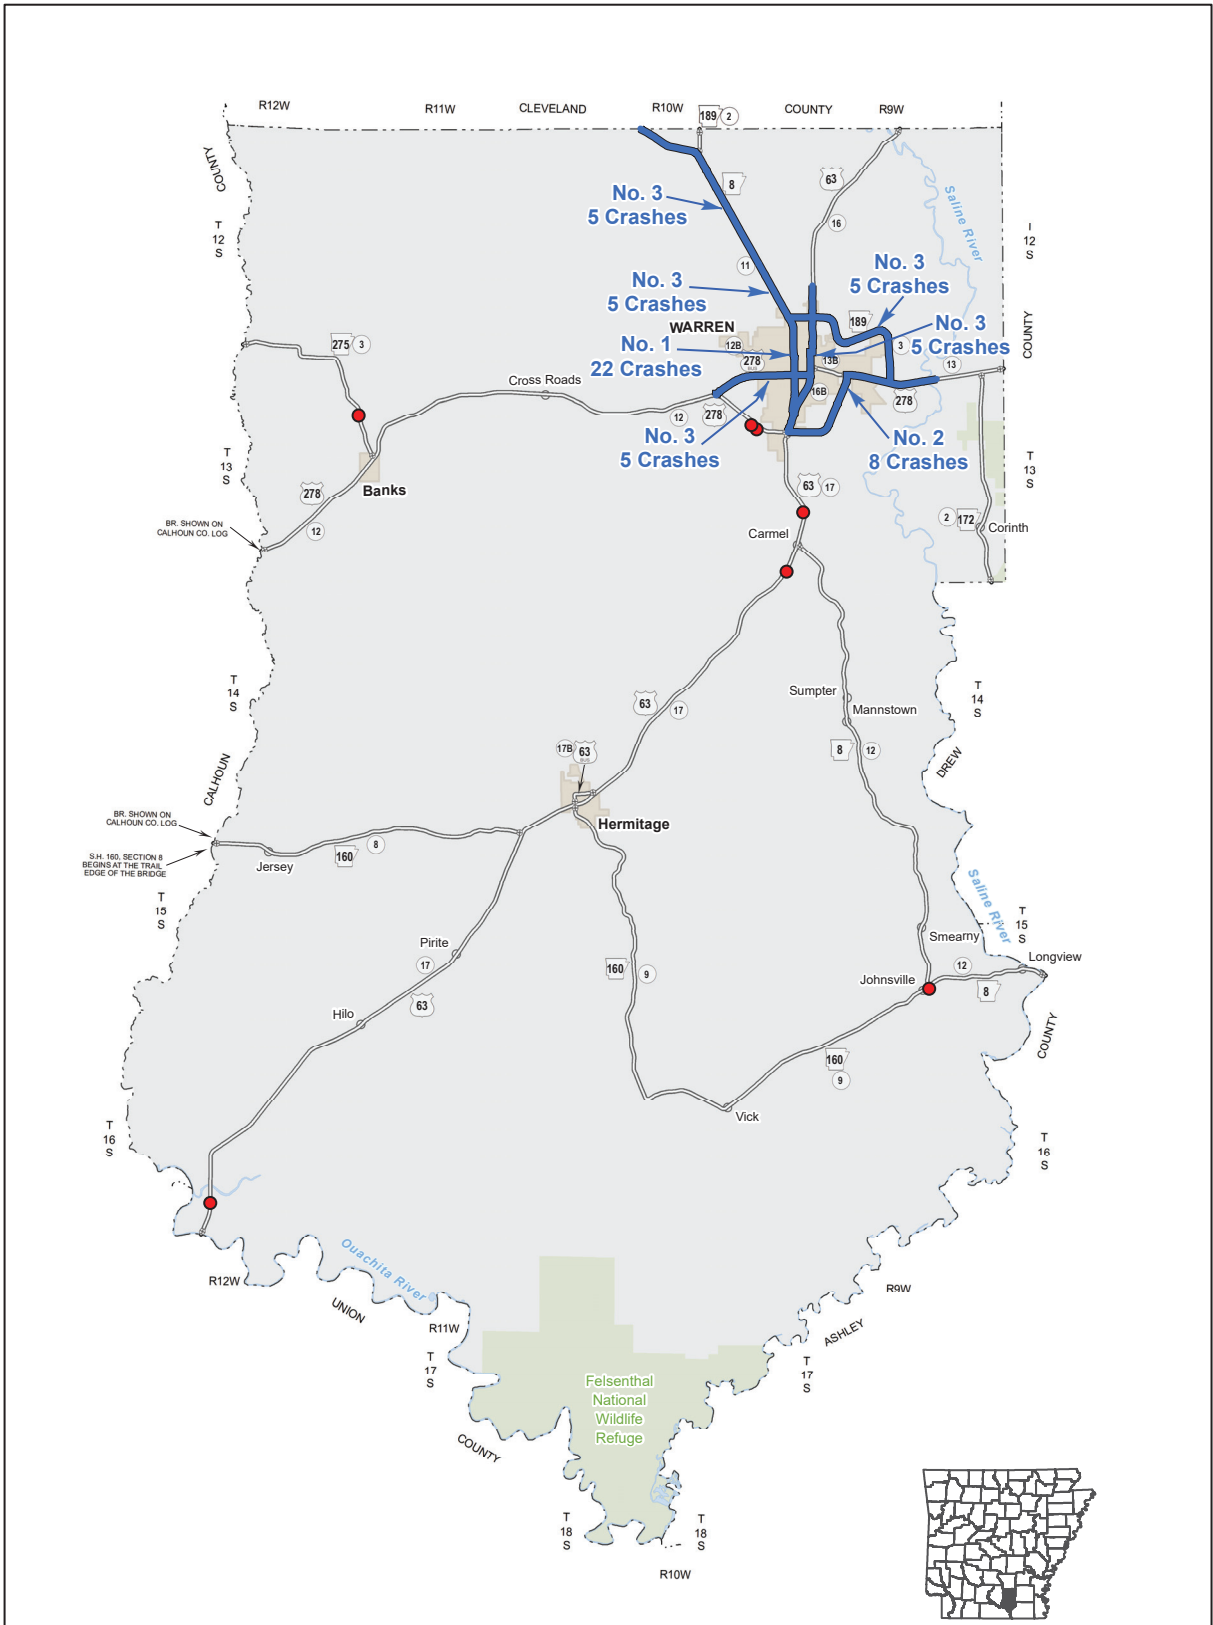 R12W
R11W
CLEVELAND
R10W
189
2
COUNTY
R9W
COUNTY
8
63
Saline River
No. 3
5 Crashes
T
12
S
16
12
S
11
No. 3
5 Crashes
No. 3
5 Crashes
189
No. 3
5 Crashes
COUNTY
WARREN
275
3
12B
278
BUS
No. 1
22 Crashes
13B
3
13
Cross Roads
16B
278
12
278
No. 3
5 Crashes
No. 2
8 Crashes
T
13
S
T
13
S
278
Banks
63
17
12
BR. SHOWN ON
CALHOUN CO. LOG
Carmel
2
172
Corinth
T
14
S
T
14
S
Sumpter
Mannstown
63
17
8
12
17B
63
BUS
DREW
CALHOUN
BR. SHOWN ON
CALHOUN CO. LOG
Hermitage
S.H. 160, SECTION 8
BEGINS AT THE TRAIL
EDGE OF THE BRIDGE
8
160
Jersey
Saline River
T
15
S
T
15
S
Smearny
Pirite
17
160
9
Longview
12
Johnsville
8
63
Hilo
COUNTY
160
9
Vick
T
16
S
T
16
S
Ouachita River
R12W
R9W
UNION
R11W
ASHLEY
T
17
S
T
17
S
Felsenthal
National
Wildlife
Refuge
COUNTY
T
18
S
T
18
S
R10W